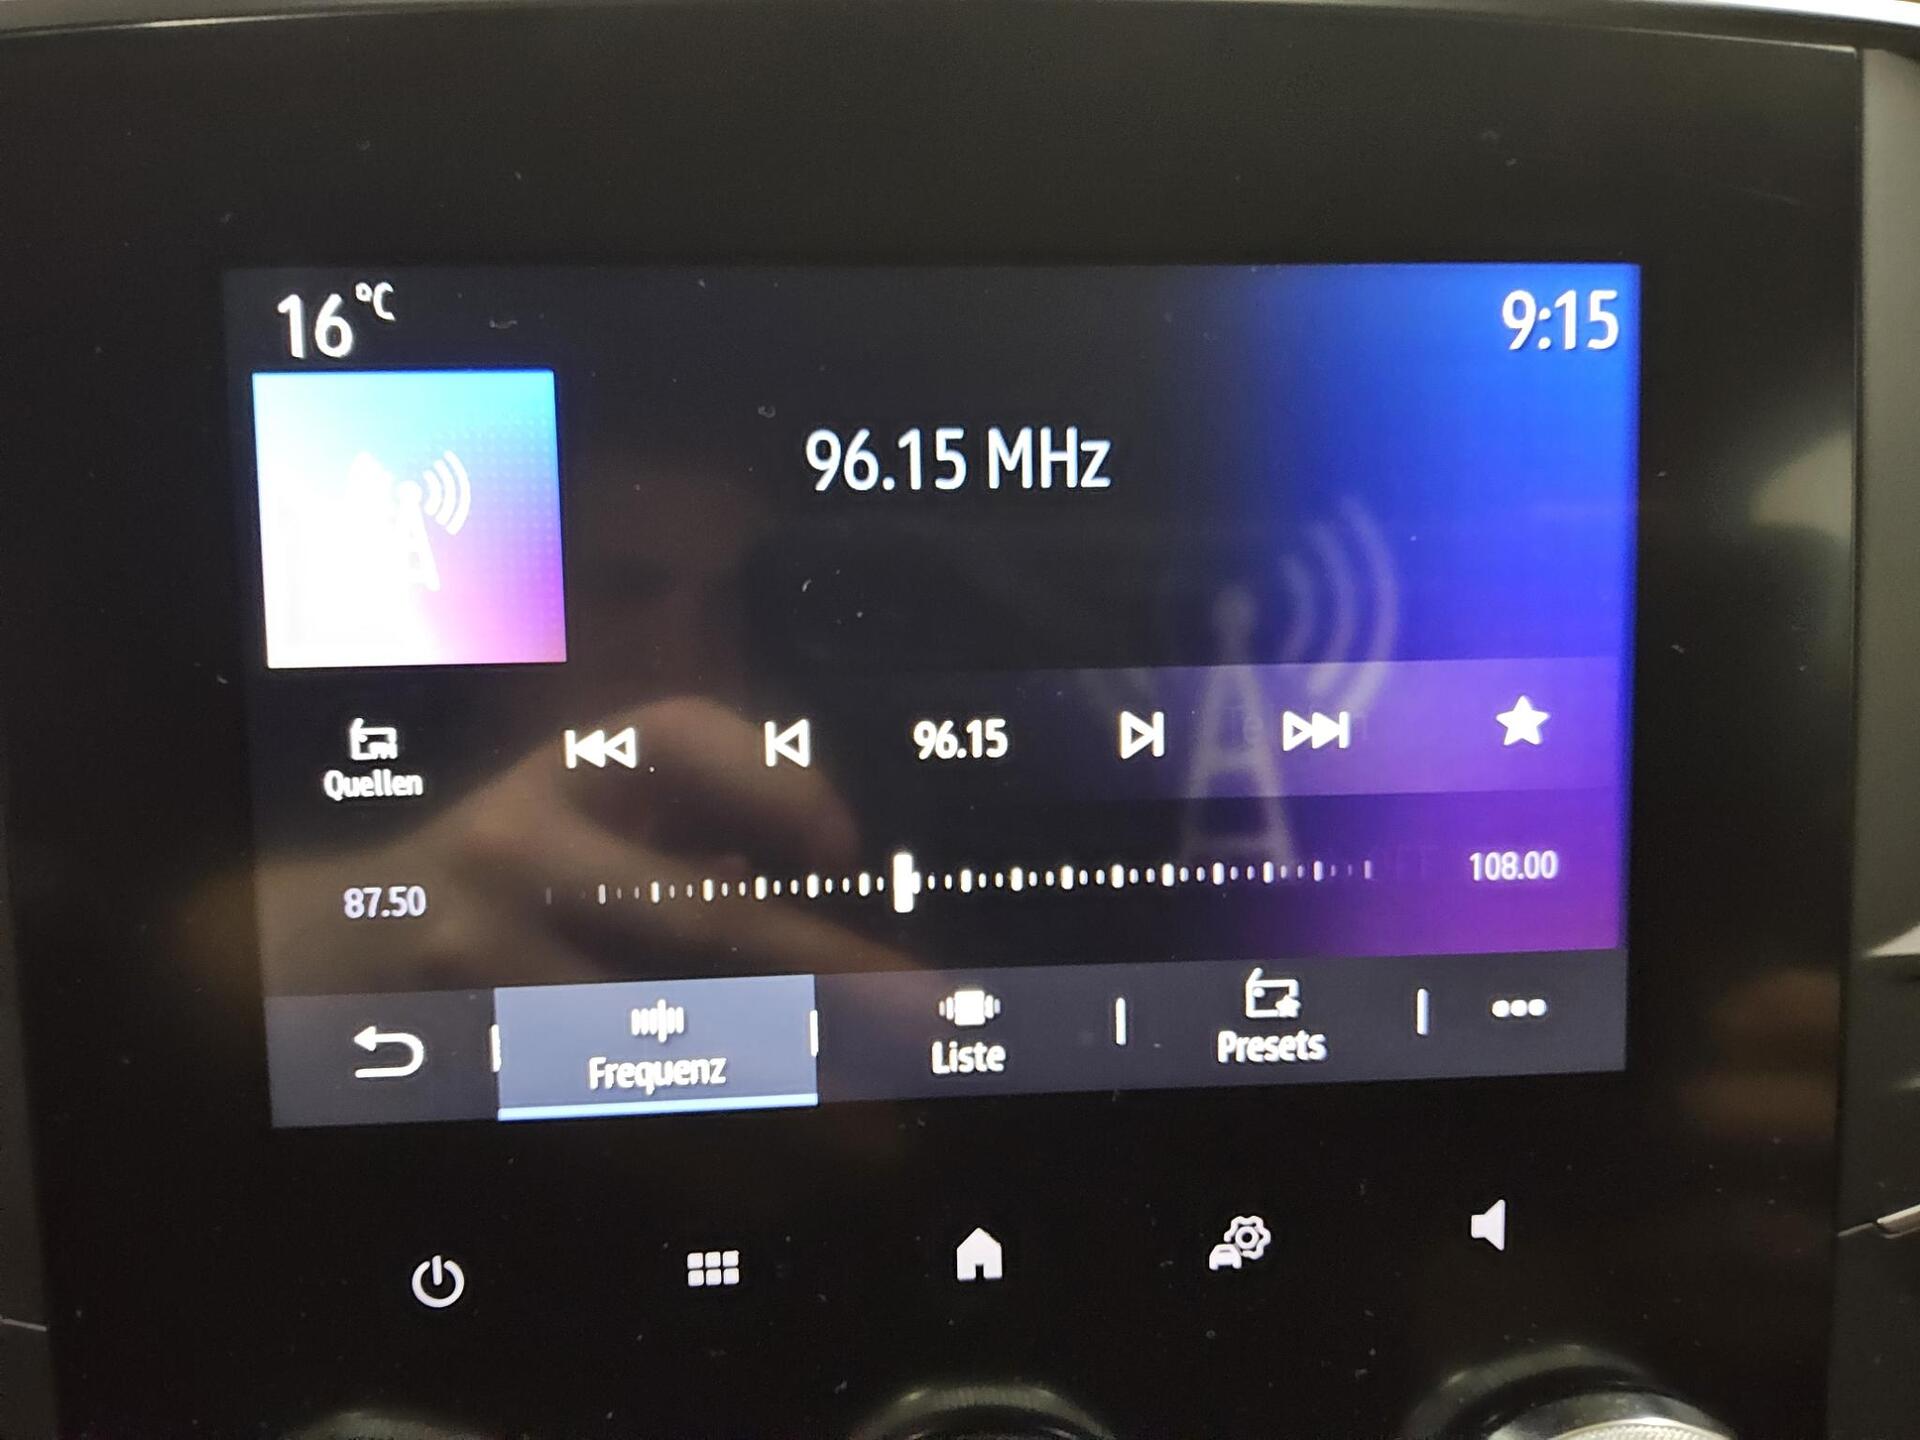 16 °C
9:15
96.15 MHz
Quellen
96.15
87.50
108.00
Frequenz
Liste
Presets